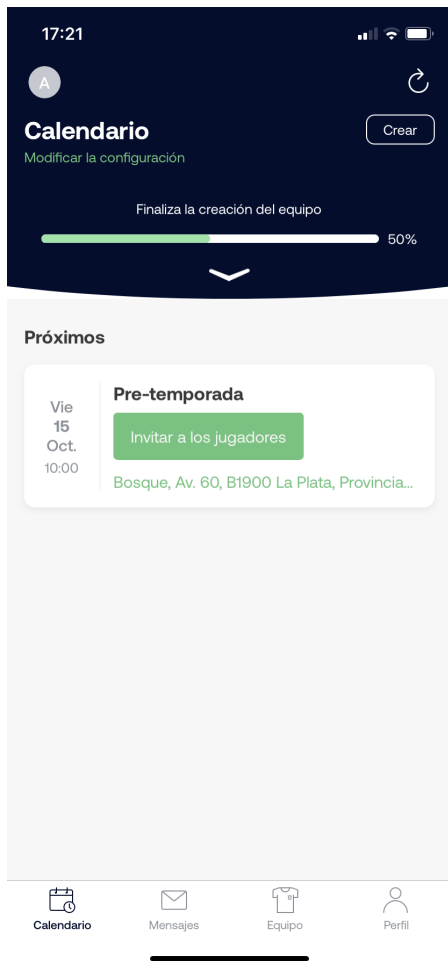 17:21
A
Calendario
Crear
Modificar la configuración
Finaliza la creación del equipo
50%
Próximos
Vie
15
Oct.
10:00
Pre-temporada
Invitar a los jugadores
Bosque, Av. 60, B1900 La Plata, Provincia...
Calendario
Mensajes
Equipo
Perfil